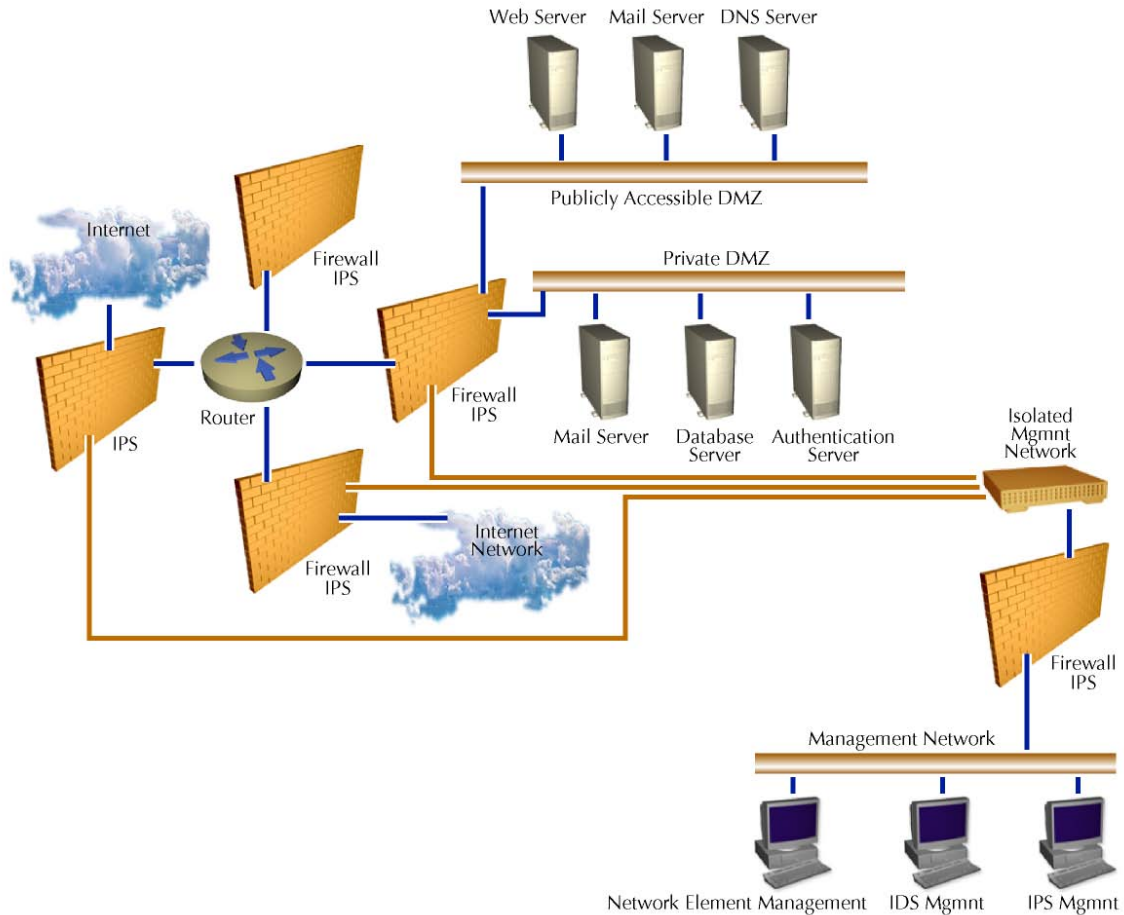 Web Server
Mail Server
DNS Server
Publicly Accessible DMZ
Internet
Firewall
IPS
Private DMZ
Firewall
IPS
Router
IPS
Mail Server
Database
Server
Authentication
Server
Isolated
Mgmnt
Network
Internet
Network
Firewall
IPS
Firewall
IPS
Management Network
Network Element Management
IDS Mgmnt
IPS Mgmnt